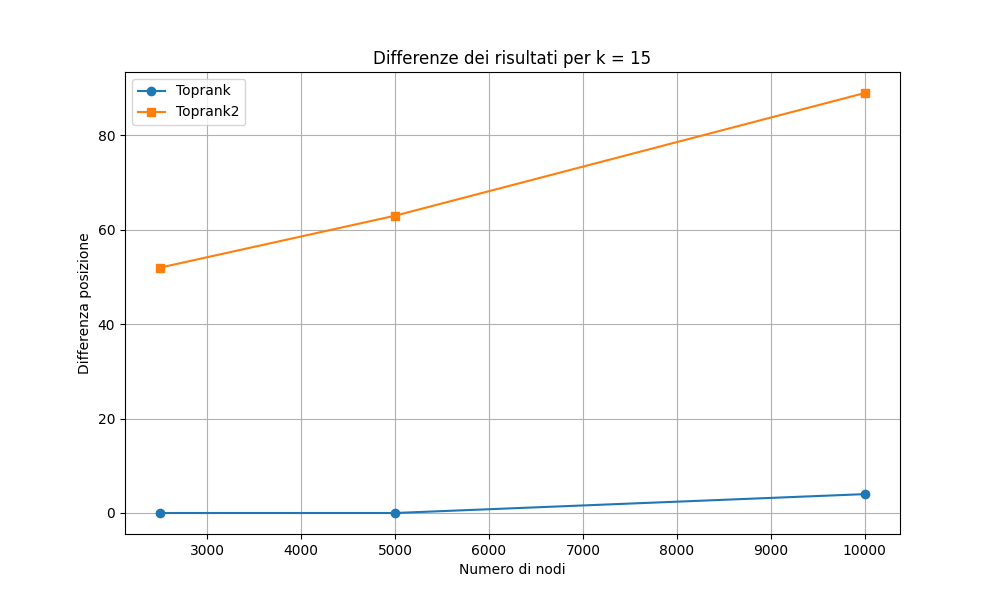 Differenze dei risultati per k = 15
Toprank
Toprank2
Differenza posizione
80
60
40
20
0
3000 4000 5000 6000 7000 8000 9000 10000
Numero di nodi